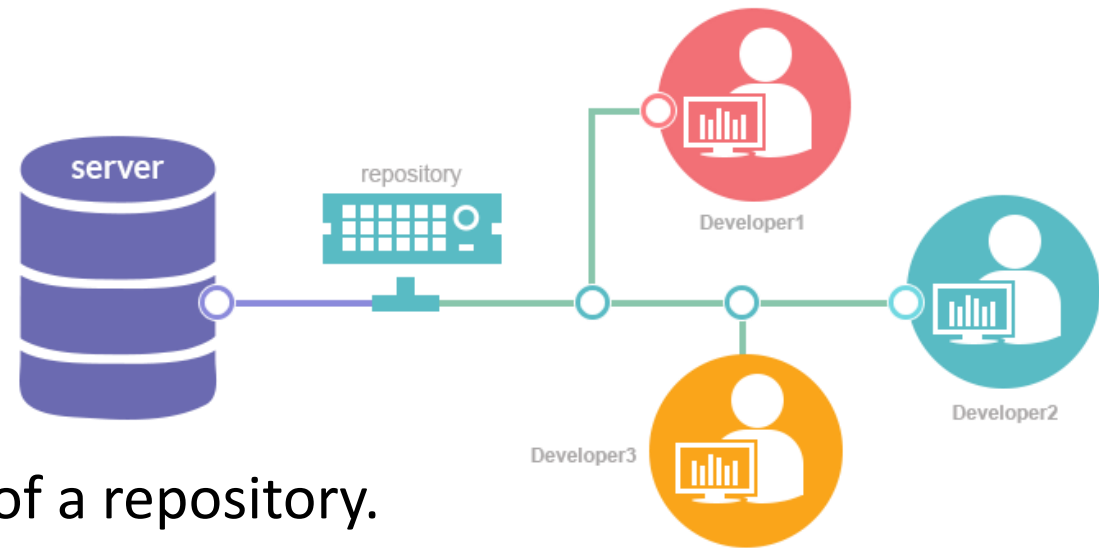 server
repository
Developer1
Developer2
Developer3
of a repository.